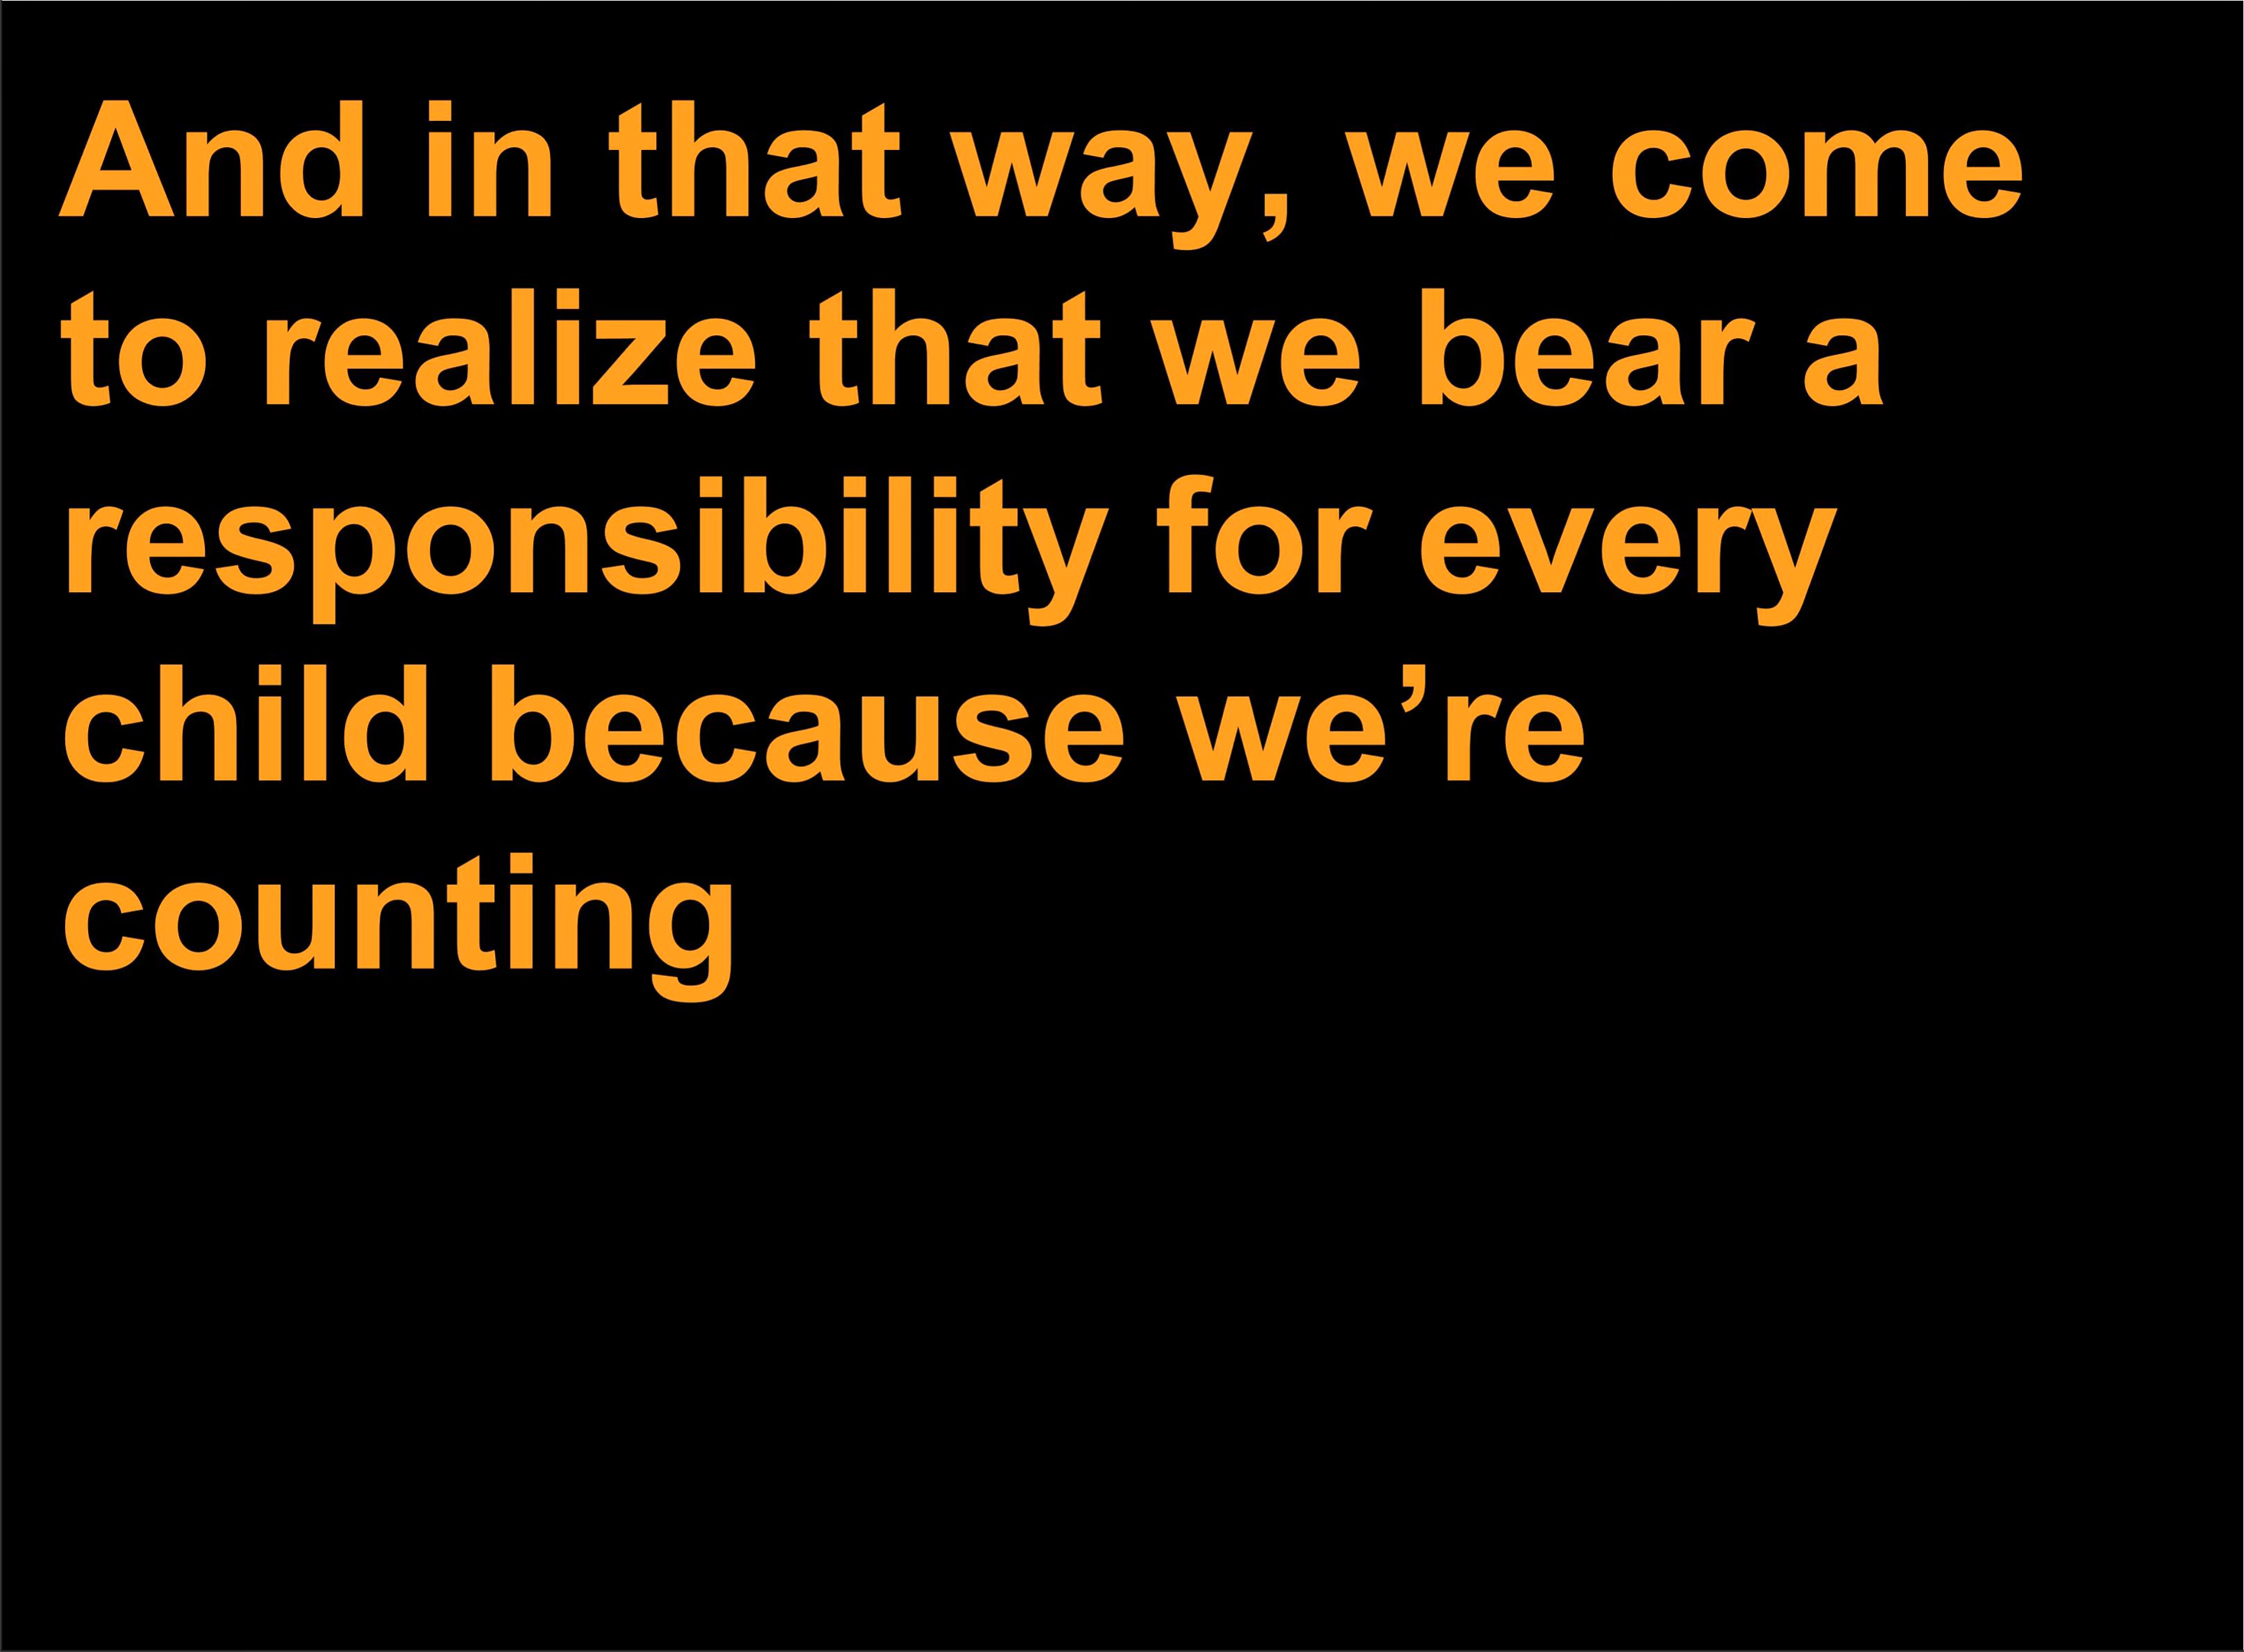 And in that way, we come
to realize that we bear a
responsibility for every
child because we’re
counting